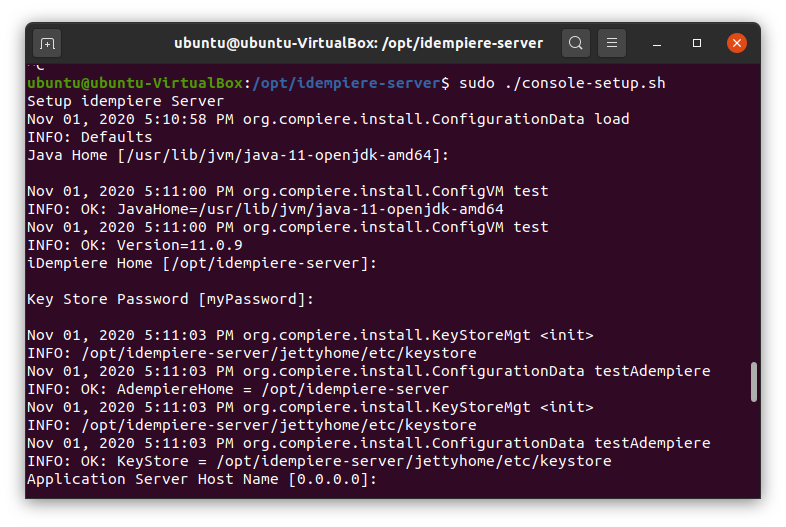 ubuntu@ubuntu-VirtualBox: /opt/idempiere-server
^C
ubuntu@ubuntu-VirtualBox:/opt/idempiere-server$ sudo ./console-setup.sh
Setup idempiere Server
Nov 01, 2020 5:10:58 PM org.compiere.install.ConfigurationData load
INFO: Defaults
Java Home [/usr/lib/jvm/java-11-openjdk-amd64]:

Nov 01, 2020 5:11:00 PM org.compiere.install.ConfigVM test
INFO: OK: JavaHome=/usr/lib/jvm/java-11-openjdk-amd64
Nov 01, 2020 5:11:00 PM org.compiere.install.ConfigVM test
INFO: OK: Version=11.0.9
iDempiere Home [/opt/idempiere-server]:

Key Store Password [myPassword]:

Nov 01, 2020 5:11:03 PM org.compiere.install.KeyStoreMgt <init>
INFO: /opt/idempiere-server/jettyhome/etc/keystore
Nov 01, 2020 5:11:03 PM org.compiere.install.ConfigurationData testAdempiere
INFO: OK: AdempiereHome = /opt/idempiere-server
Nov 01, 2020 5:11:03 PM org.compiere.install.KeyStoreMgt <init>
INFO: /opt/idempiere-server/jettyhome/etc/keystore
Nov 01, 2020 5:11:03 PM org.compiere.install.ConfigurationData testAdempiere
INFO: OK: KeyStore = /opt/idempiere-server/jettyhome/etc/keystore
Application Server Host Name [0.0.0.0]: